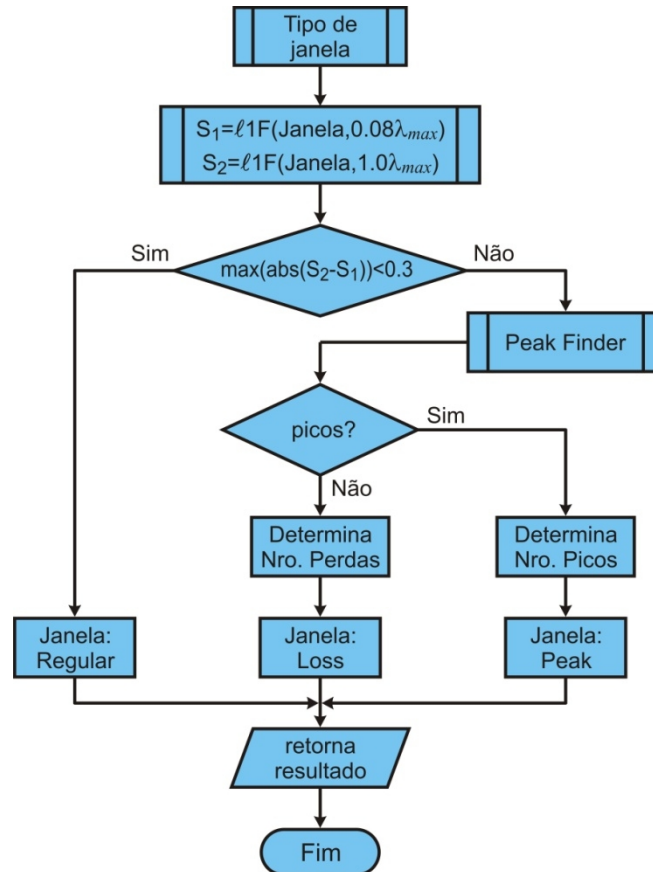 Tipo de
janela
S₁=ℓ1F(Janela,0.08λmax)
S₂=ℓ1F(Janela,1.0λmax)
Sim
Não
max(abs(S₂-S₁))<0.3
Peak Finder
picos?
Sim
Não
Determina
Nro. Perdas
Determina
Nro. Picos
Janela:
Regular
Janela:
Loss
Janela:
Peak
retorna
resultado
Fim